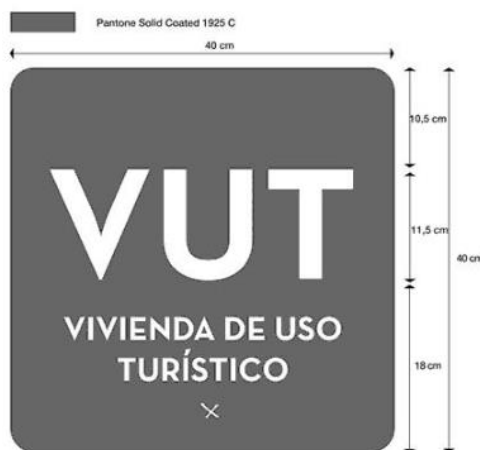 Pantone Solid Coated 1925 C
40 cm
10,5 cm
VUT
11,5 cm
40 cm
VIVIENDA DE USO
TURÍSTICO
18 cm